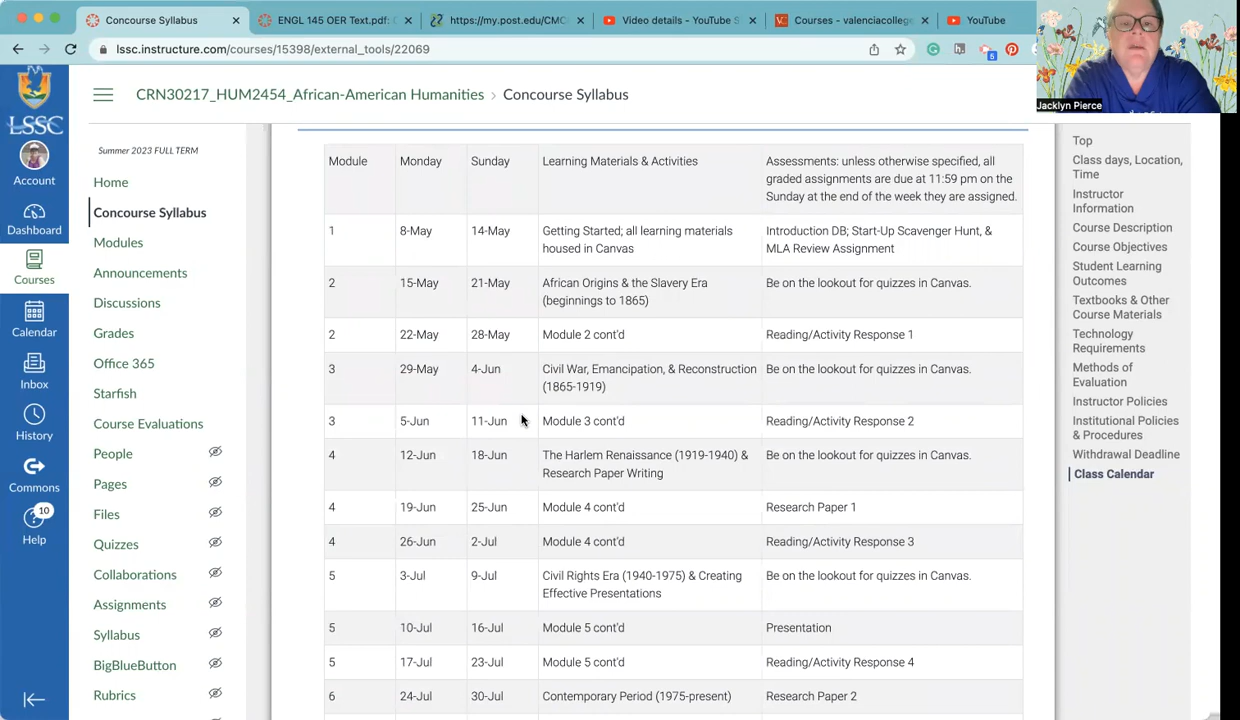 Concourse Syllabus
ENGL 145 OER Text.pdf:
https://my.post.edu/CMC
Video details - YouTube S
Courses - valenciacolleg
YouTube
lssc.instructure.com/courses/15398/external_tools/22069
5
Jacklyn Pierce
LSSC
CRN30217_HUM2454_African-American Humanities > Concourse Syllabus
Account
Dashboard
Courses
Calendar
Inbox
History
Commons
10
Help
Summer 2023 FULL TERM
Home
Concourse Syllabus
Modules
Announcements
Discussions
Grades
Office 365
Starfish
Course Evaluations
People
Pages
Files
Quizzes
Collaborations
Assignments
Syllabus
BigBlueButton
Rubrics
Module Monday Sunday Learning Materials & Activities Assessments: unless otherwise specified, all
graded assignments are due at 11:59 pm on the
Sunday at the end of the week they are assigned.
1 8-May 14-May Getting Started; all learning materials Introduction DB; Start-Up Scavenger Hunt, &
housed in Canvas MLA Review Assignment
2 15-May 21-May African Origins & the Slavery Era Be on the lookout for quizzes in Canvas.
(beginnings to 1865)
2 22-May 28-May Module 2 cont'd Reading/Activity Response 1
3 29-May 4-Jun Civil War, Emancipation, & Reconstruction Be on the lookout for quizzes in Canvas.
(1865-1919)
3 5-Jun 11-Jun Module 3 cont'd Reading/Activity Response 2
4 12-Jun 18-Jun The Harlem Renaissance (1919-1940) & Be on the lookout for quizzes in Canvas.
Research Paper Writing
4 19-Jun 25-Jun Module 4 cont'd Research Paper 1
4 26-Jun 2-Jul Module 4 cont'd Reading/Activity Response 3
5 3-Jul 9-Jul Civil Rights Era (1940-1975) & Creating Be on the lookout for quizzes in Canvas.
Effective Presentations
5 10-Jul 16-Jul Module 5 cont'd Presentation
5 17-Jul 23-Jul Module 5 cont'd Reading/Activity Response 4
6 24-Jul 30-Jul Contemporary Period (1975-present) Research Paper 2
Top
Class days, Location,
Time
Instructor
Information
Course Description
Course Objectives
Student Learning
Outcomes
Textbooks & Other
Course Materials
Technology
Requirements
Methods of
Evaluation
Instructor Policies
Institutional Policies
& Procedures
Withdrawal Deadline
Class Calendar